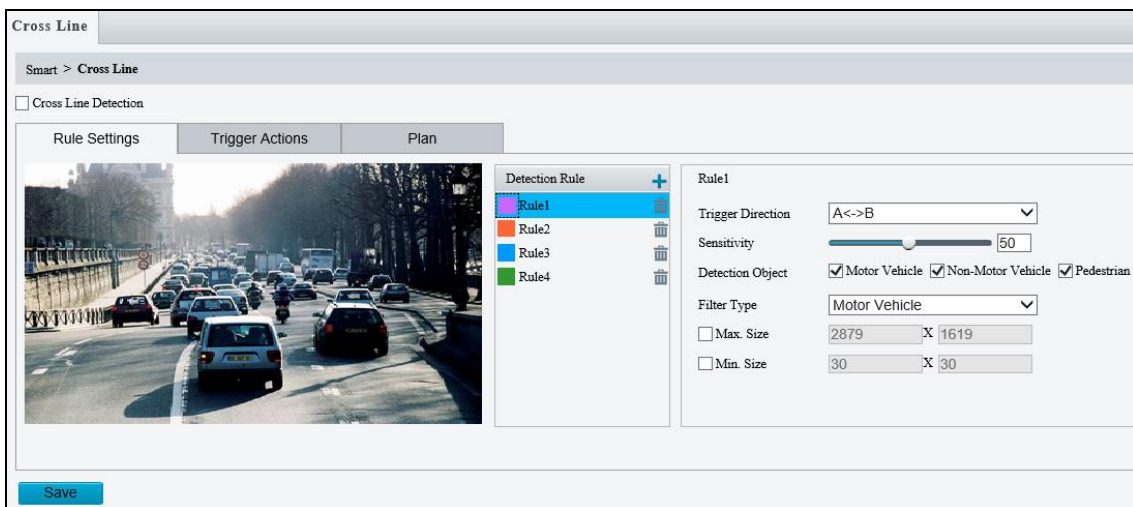 Cross Line
Smart > Cross Line
Cross Line Detection
Rule Settings Trigger Actions Plan
Detection Rule
Rule1
Rule2
Rule3
Rule4
Rule1
Trigger Direction A<->B
Sensitivity 50
Detection Object Motor Vehicle Non-Motor Vehicle Pedestrian
Filter Type Motor Vehicle
Max. Size 2879 X 1619
Min. Size 30 X 30
Save